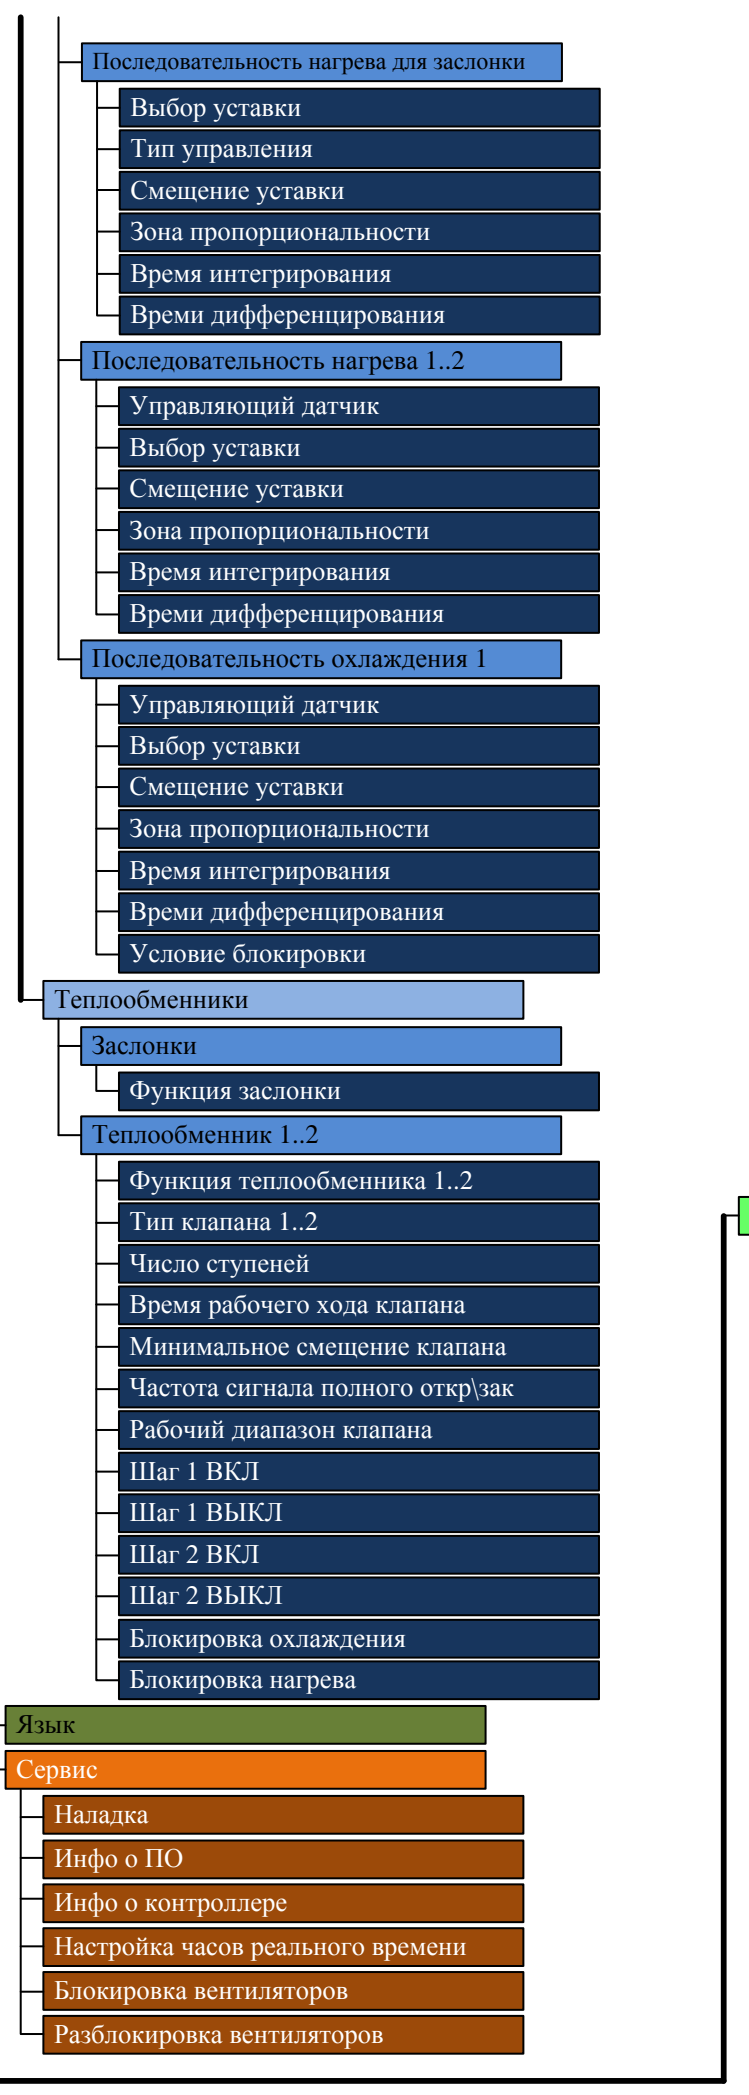 Последовательность нагрева для заслонки
Выбор уставки
Тип управления
Смещение уставки
Зона пропорциональности
Время интегрирования
Времи дифференцирования
Последовательность нагрева 1..2
Управляющий датчик
Выбор уставки
Смещение уставки
Зона пропорциональности
Время интегрирования
Времи дифференцирования
Последовательность охлаждения 1
Управляющий датчик
Выбор уставки
Смещение уставки
Зона пропорциональности
Время интегрирования
Времи дифференцирования
Условие блокировки
Теплообменники
Заслонки
Функция заслонки
Теплообменник 1..2
Функция теплообменника 1..2
Тип клапана 1..2
Число ступеней
Время рабочего хода клапана
Минимальное смещение клапана
Частота сигнала полного откр\зак
Рабочий диапазон клапана
Шаг 1 ВКЛ
Шаг 1 ВЫКЛ
Шаг 2 ВКЛ
Шаг 2 ВЫКЛ
Блокировка охлаждения
Блокировка нагрева
Язык
Сервис
Наладка
Инфо о ПО
Инфо о контроллере
Настройка часов реального времени
Блокировка вентиляторов
Разблокировка вентиляторов